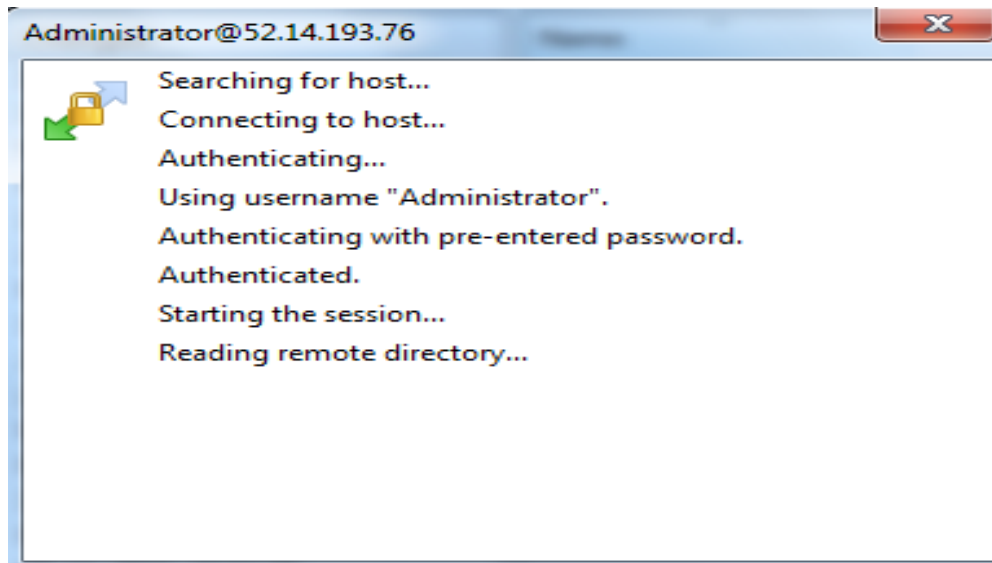 Administrator@52.14.193.76
Searching for host...
Connecting to host...
Authenticating...
Using username "Administrator".
Authenticating with pre-entered password.
Authenticated.
Starting the session...
Reading remote directory...